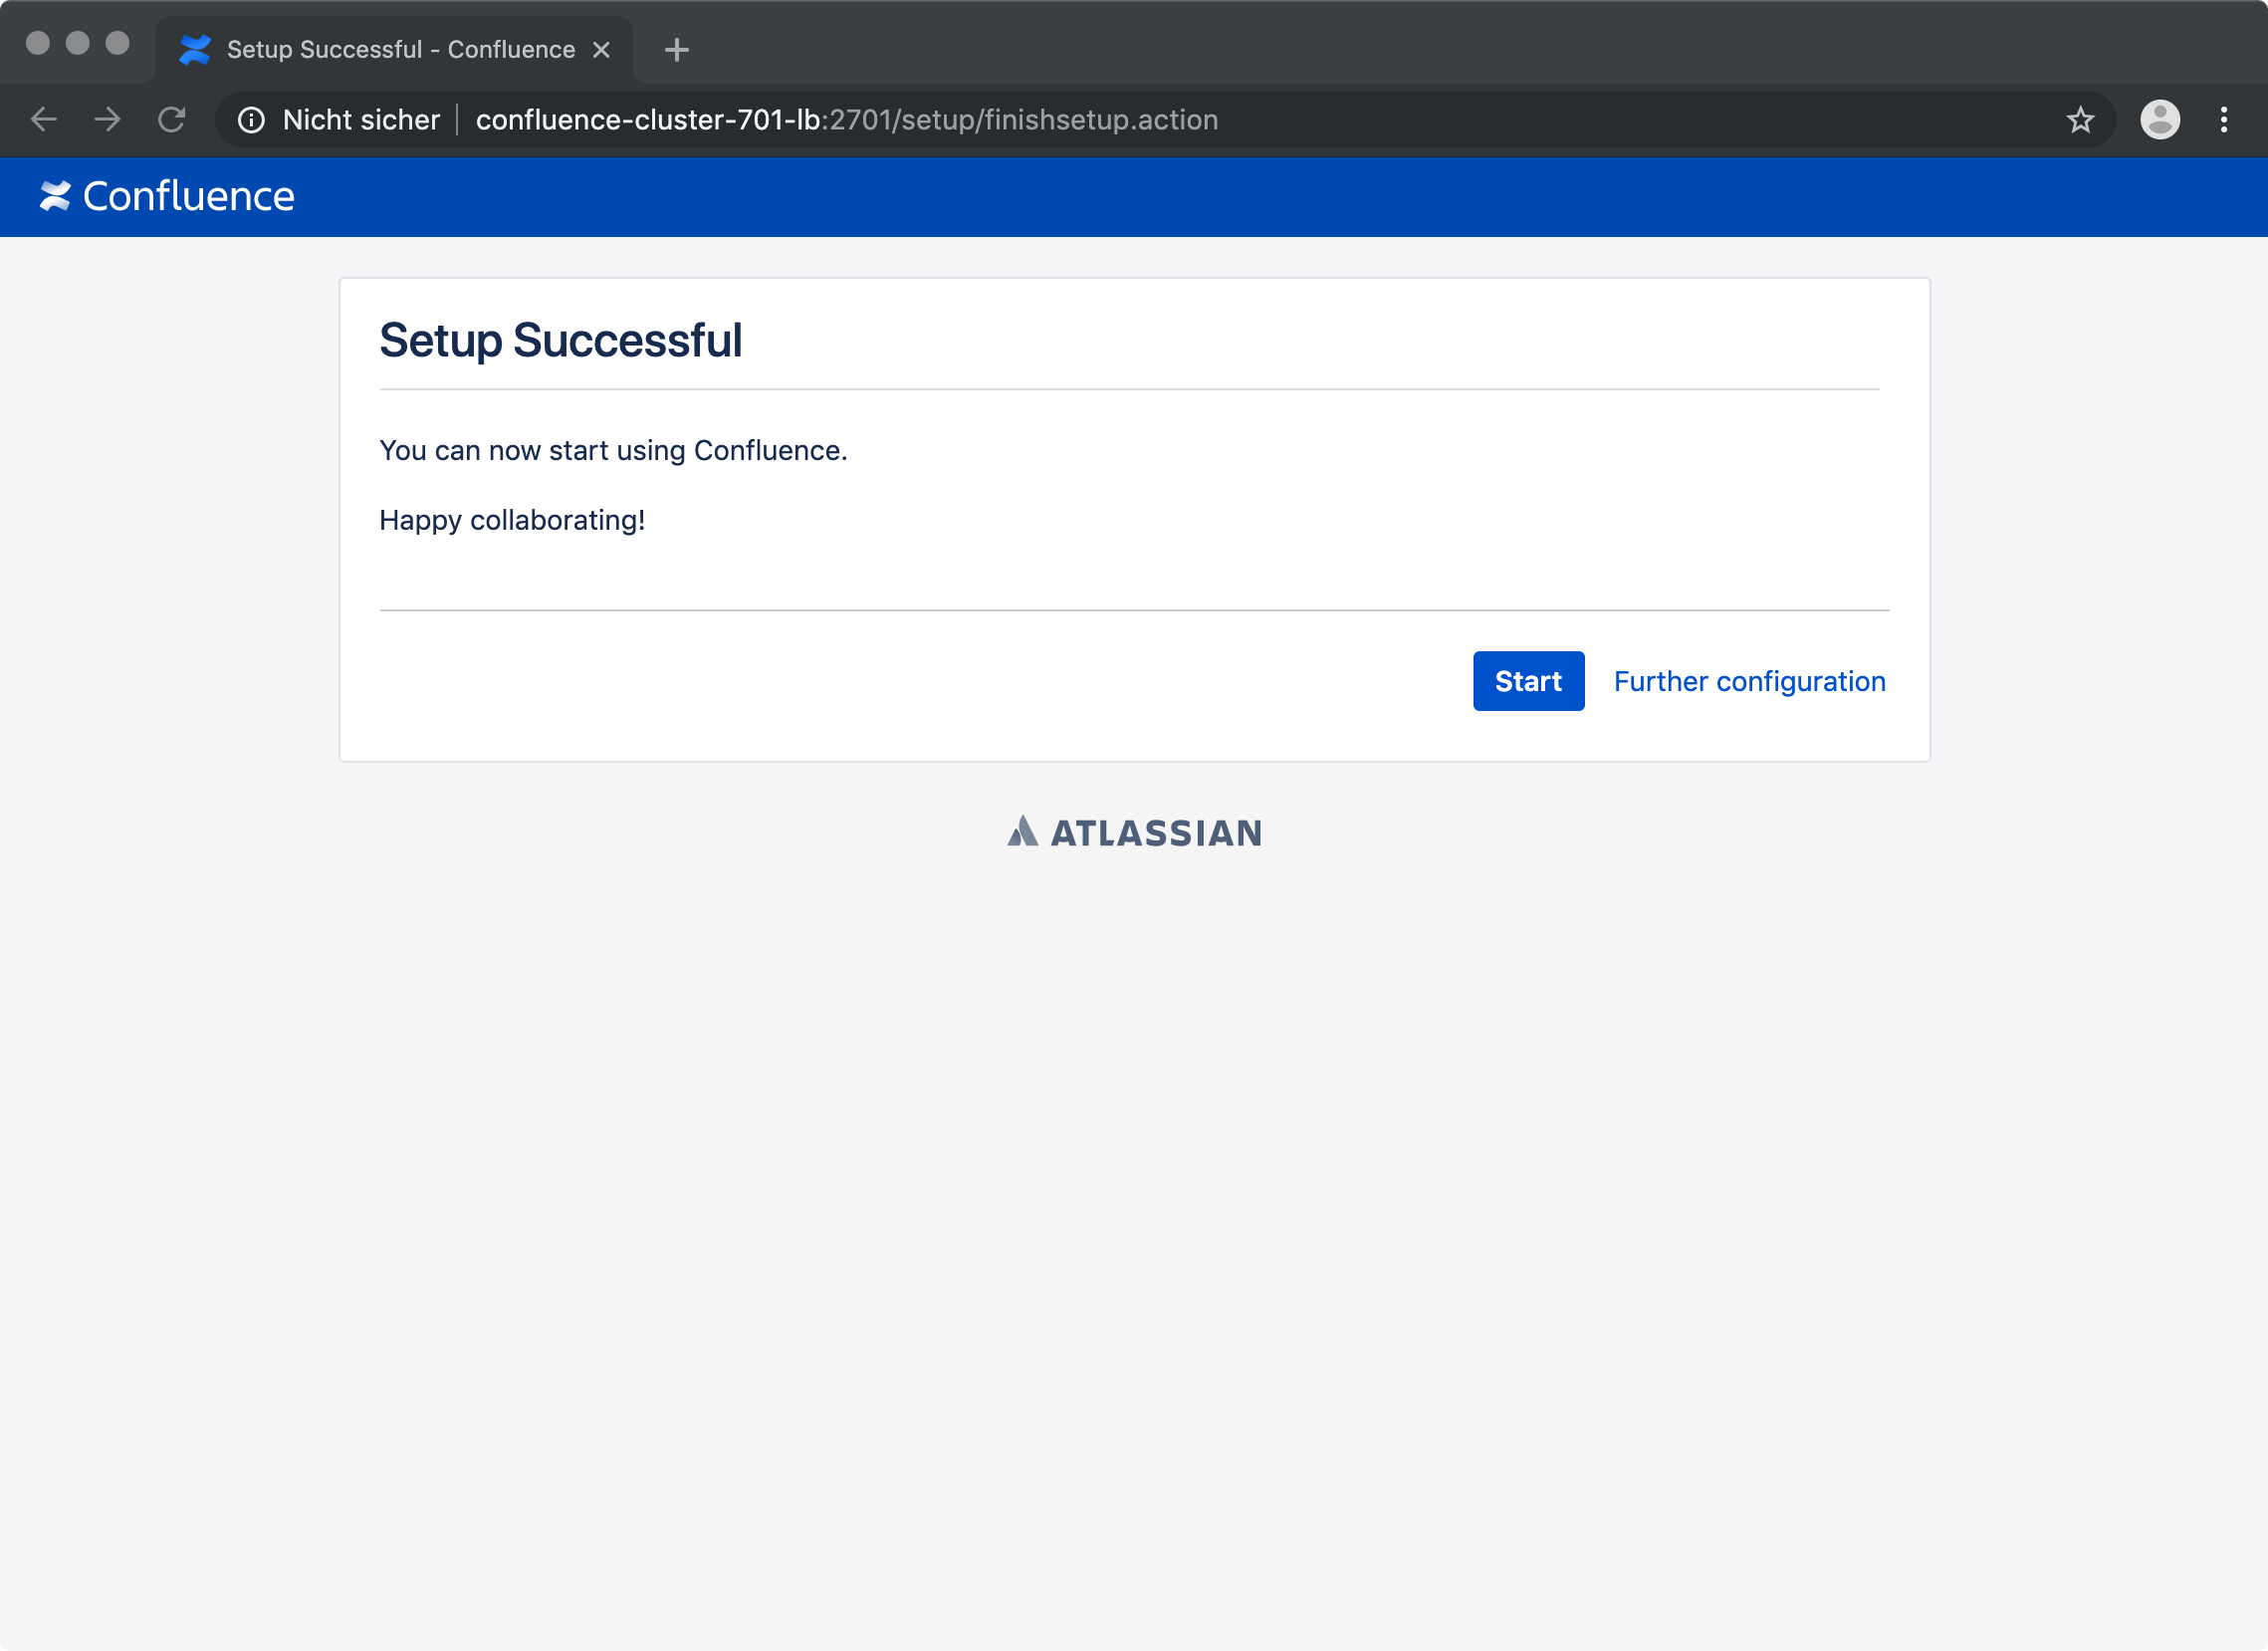 Setup Successful - Confluence
Nicht sicher confluence-cluster-701-lb:2701/setup/finishsetup.action
Confluence
Setup Successful
You can now start using Confluence.
Happy collaborating!
Start Further configuration
ATLASSIAN